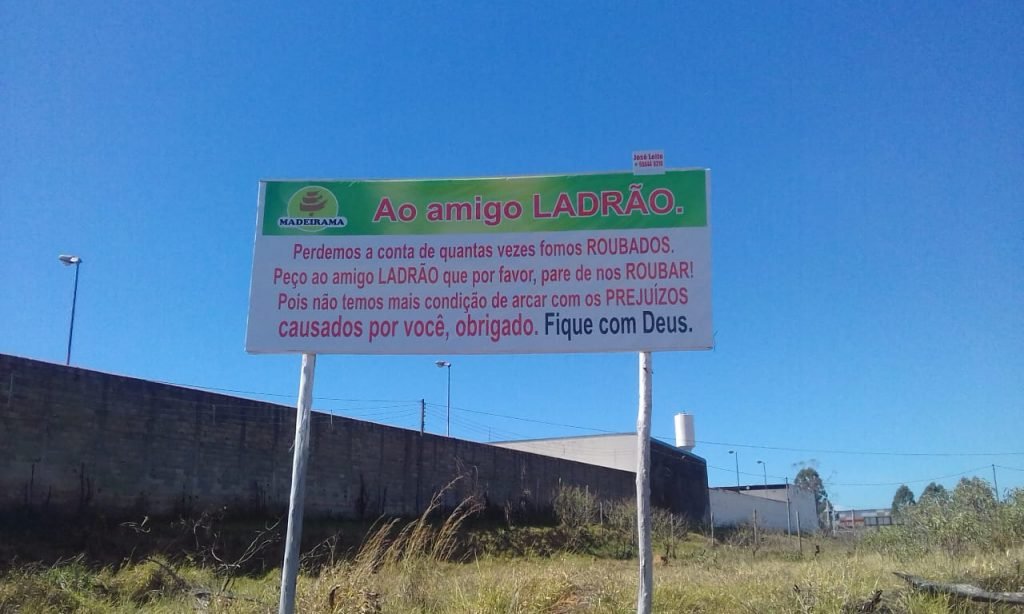 José Leite
MADEIRAMA
Ao amigo LADRÃO.
Perdemos a conta de quantas vezes fomos ROUBADOS.
Peço ao amigo LADRÃO que por favor, pare de nos ROUBAR!
Pois não temos mais condição de arcar com os PREJUÍZOS
causados por você, obrigado. Fique com Deus.